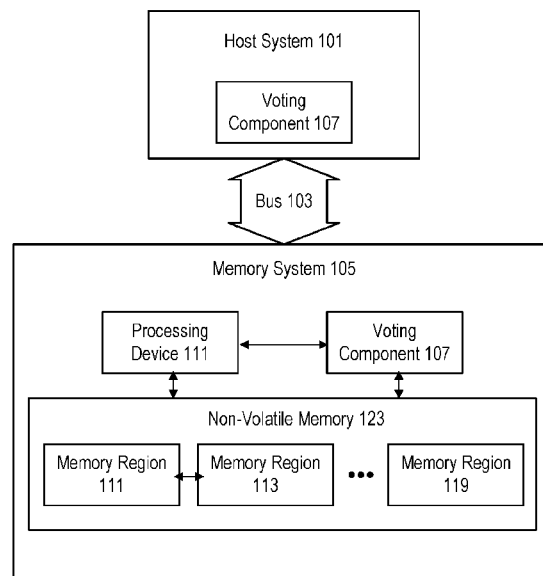 Host System 101
Voting
Component 107
Bus 103
Memory System 105
Processing
Device 111
Voting
Component 107
Non-Volatile Memory 123
Memory Region
111
Memory Region
113
•••
Memory Region
119